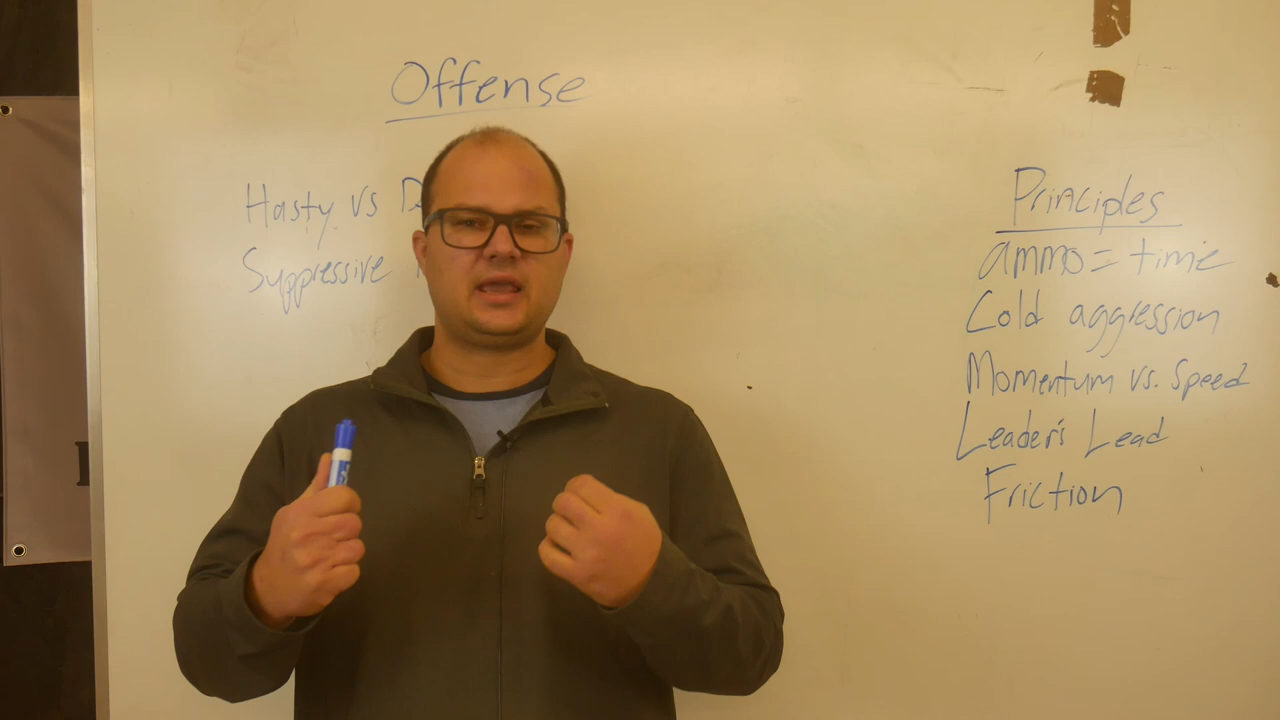 Offense
Hasty vs D
Suppressive
Principles
ammo = time
Cold aggression
Momentum vs. Speed
Leader's Lead
Friction